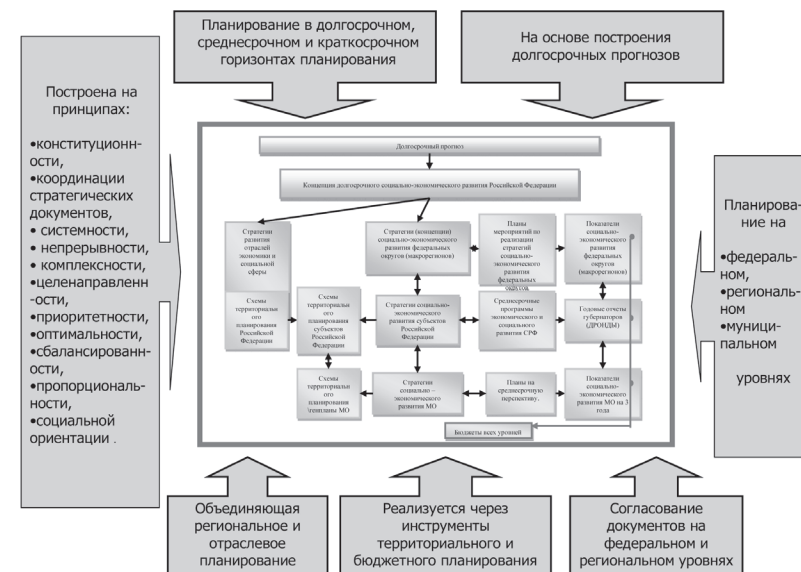 Планирование в долгосрочном,
среднесрочном и краткосрочном
горизонтах планирования
На основе построения
долгосрочных прогнозов
Построена на
принципах:
•конституционн-
ости,
•координации
стратегических
документов,
• системности,
• непрерывности,
• комплексности,
•целенаправленн
-ости,
•приоритетности,
•оптимальности,
•сбалансированн-
ости,
•пропорциональ-
ности,
•социальной
ориентации .
Долгосрочный прогноз
Концепция долгосрочного социально-экономического развития Российской Федерации
Стратегии
развития
отраслей
экономики и
социальной
сферы
Стратегии (концепции)
социально-экономического
развития федеральных
округов (макрорегионов)
Планы
мероприятий по
реализации
стратегий
социально-
экономического
развития
федеральных
округов
Показатели
социально-
экономического
развития
федеральных
округов
(макрорегионов)
Схемы
территориальн
ого
планирования
Российской
Федерации
Схемы
территориальн
ого
планирования
субъектов
Российской
Федерации
Стратегии социально-
экономического
развития субъектов
Российской
Федерации
Среднесрочные
программы
экономического и
социального
развития СРФ
Годовые отчеты
губернаторов
(ДРОНДЫ)
Схемы
территориальн
ого
планирования
\генпланы МО
Стратегии
социально –
экономического
развития МО
Планы на
среднесрочную
перспективу.
Показатели
социально-
экономического
развития МО на 3
года
Бюджеты всех уровней
Планирова-
ние на
•федераль-
ном,
•региональ-
ном
•муници-
пальном
уровнях
Объединяющая
региональное и
отраслевое
планирование
Реализуется через
инструменты
территориального и
бюджетного планирования
Согласование
документов на
федеральном и
региональном уровнях